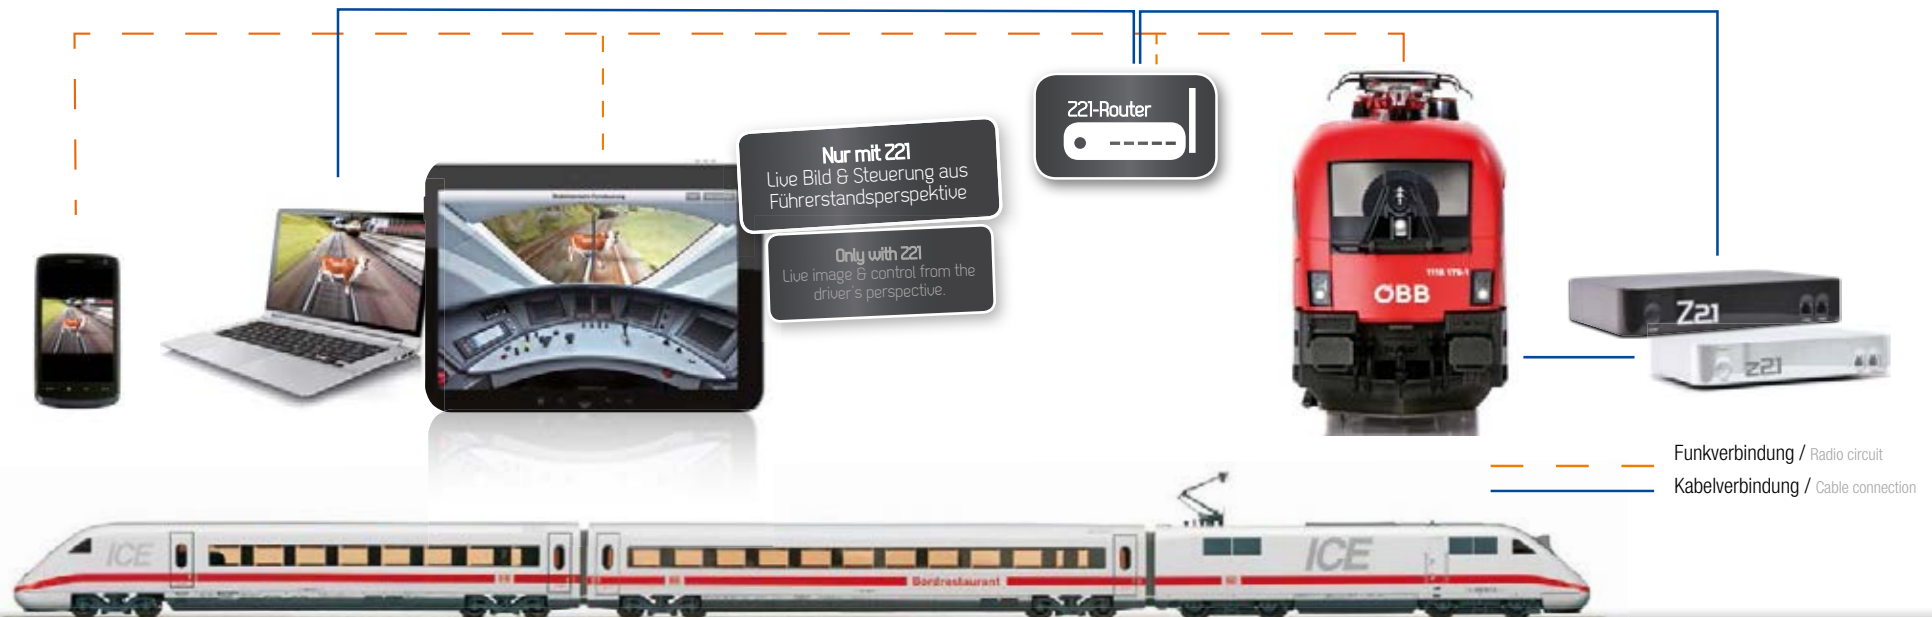 Z21-Router
Nur mit Z21
Live Bild & Steuerung aus
Führerstandsperspektive
Only with Z21
Live image & control from the
driver's perspective.
ÖBB
Z21
z21
Funkverbindung / Radio circuit
Kabelverbindung / Cable connection
ICE
Bordrestaurant
ICE